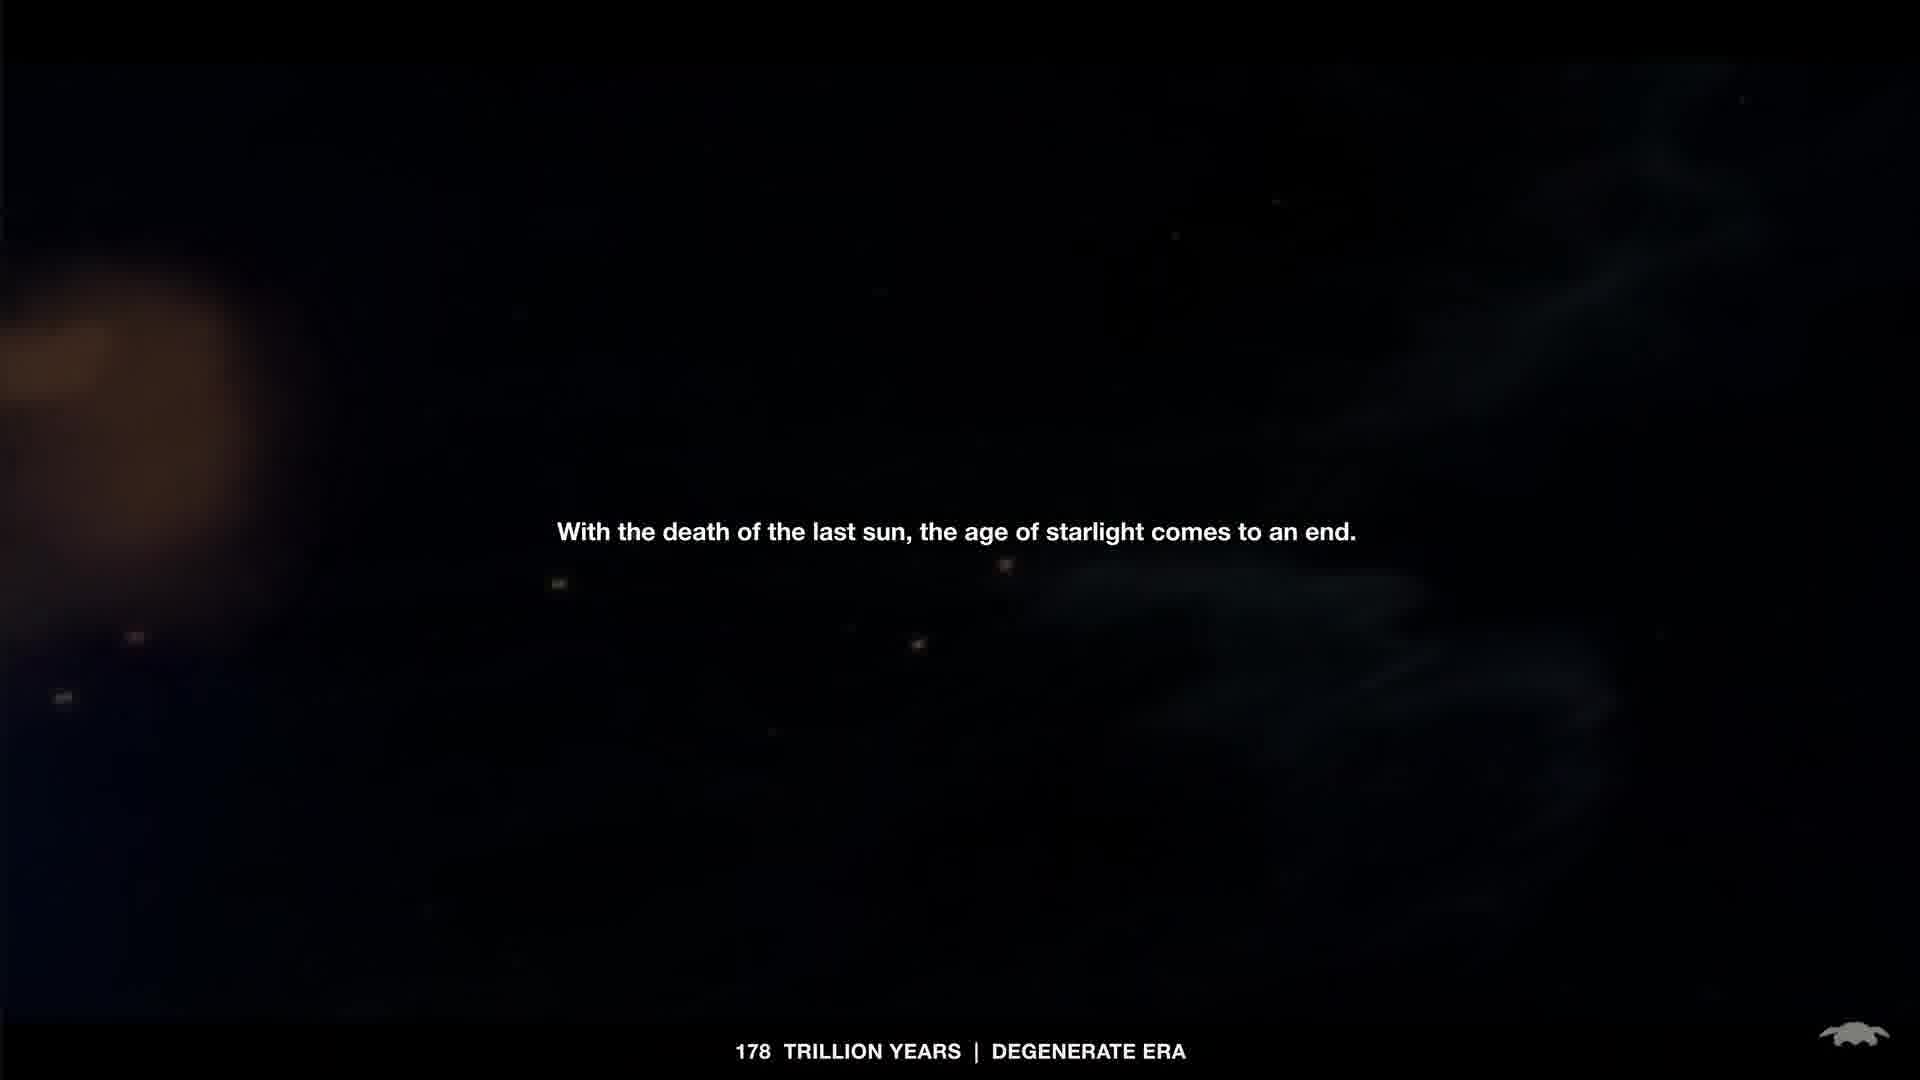 With the death of the last sun, the age of starlight comes to an end.
178 TRILLION YEARS | DEGENERATE ERA